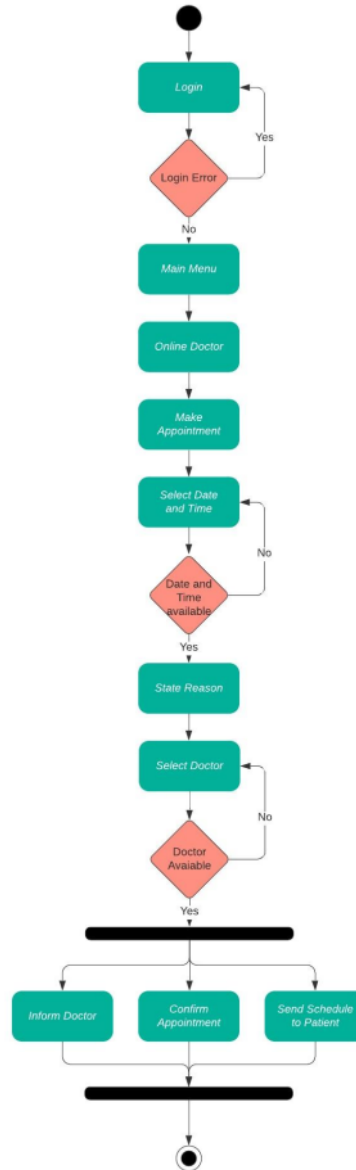 Login
Yes
Login Error
No
Main Menu
Online Doctor
Make
Appointment
Select Date
and Time
No
Date and
Time
available
Yes
State Reason
Select Doctor
No
Doctor
Avaiable
Yes
Inform Doctor
Confirm
Appointment
Send Schedule
to Patient